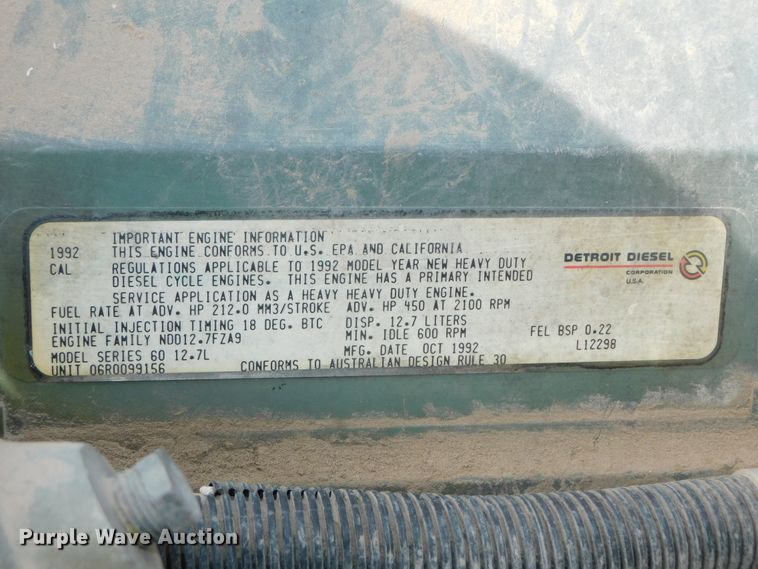 IMPORTANT ENGINE INFORMATION
1992 THIS ENGINE CONFORMS TO U.S. EPA AND CALIFORNIA
CAL REGULATIONS APPLICABLE TO 1992 MODEL YEAR NEW HEAVY DUTY
DIESEL CYCLE ENGINES. THIS ENGINE HAS A PRIMARY INTENDED
SERVICE APPLICATION AS A HEAVY HEAVY DUTY ENGINE.
FUEL RATE AT ADV. HP 212.0 MM3/STROKE ADV. HP 450 AT 2100 RPM
INITIAL INJECTION TIMING 18 DEG. BTC DISP. 12.7 LITERS
ENGINE FAMILY NDD12.7FZA9 MIN. IDLE 600 RPM FEL BSP 0.22
MODEL SERIES 60 12.7L MFG. DATE OCT 1992 L12298
UNIT 06R0099156 CONFORMS TO AUSTRALIAN DESIGN RULE 30
DETROIT DIESEL
CORPORATION
U.S.A.
Purple Wave Auction